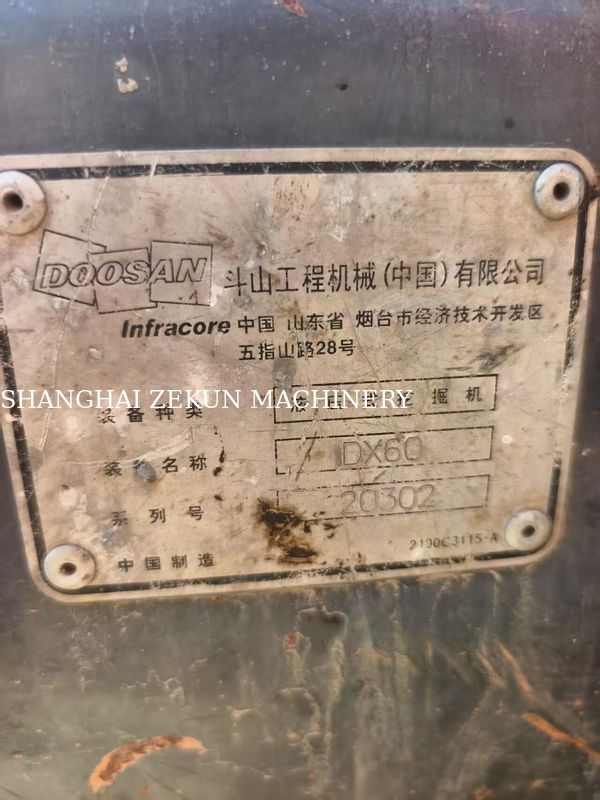 DOOSAN 斗山工程机械(中国)有限公司
Infracore 中国 山东省 烟台市经济技术开发区
五指山路28号
SHANGHAI ZEKUN MACHINERY
装备种类 掘机
装备名称 DX60
系列号 20302
2190C3115-A
中国制造